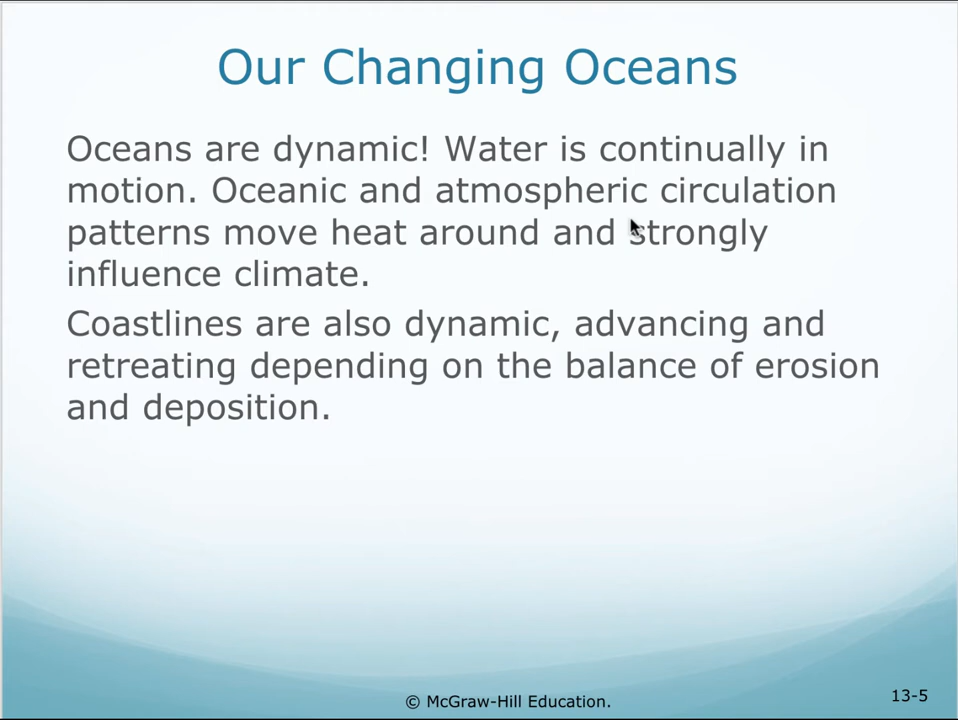 Our Changing Oceans
Oceans are dynamic! Water is continually in
motion. Oceanic and atmospheric circulation
patterns move heat around and strongly
influence climate.
Coastlines are also dynamic, advancing and
retreating depending on the balance of erosion
and deposition.
© McGraw-Hill Education.
13-5